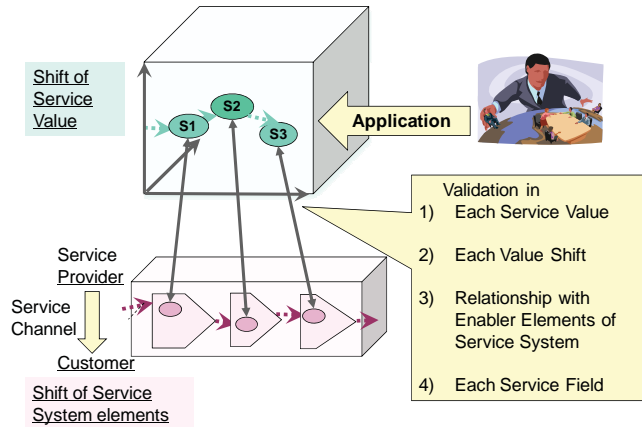 Shift of
Service
Value
S1
S2
S3
Application
Validation in
1) Each Service Value
2) Each Value Shift
3) Relationship with
Enabler Elements of
Service System
4) Each Service Field
Service
Provider
Service
Channel
Customer
Shift of Service
System elements